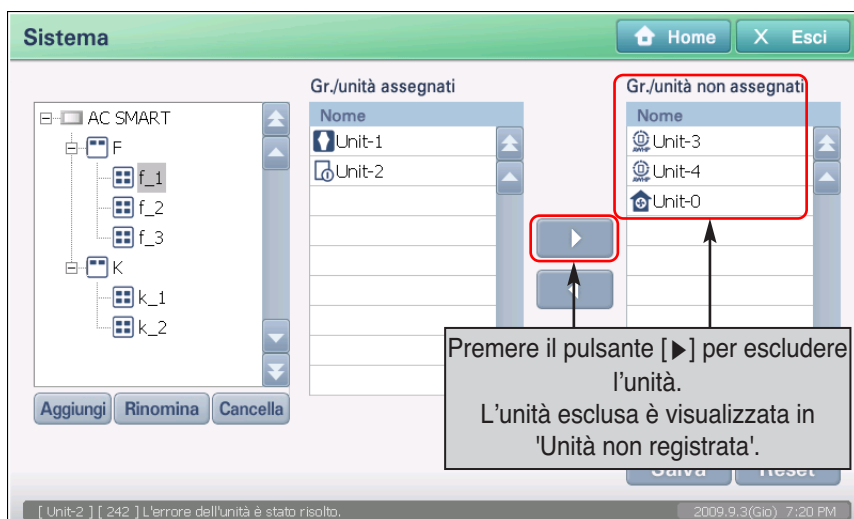 Sistema
Home
X Esci
Gr./unità assegnati
Gr./unità non assegnati
AC SMART
F
f_1
f_2
f_3
K
k_1
k_2
Nome
Unit-1
Unit-2
Nome
Unit-3
Unit-4
Unit-0
Premere il pulsante [▶] per escludere
l'unità.
L'unità esclusa è visualizzata in
'Unità non registrata'.
Aggiungi Rinomina Cancella
Salva Reset
[ Unit-2 ] [ 242 ] L'errore dell'unità è stato risolto.
2009.9.3(Gio) 7:20 PM